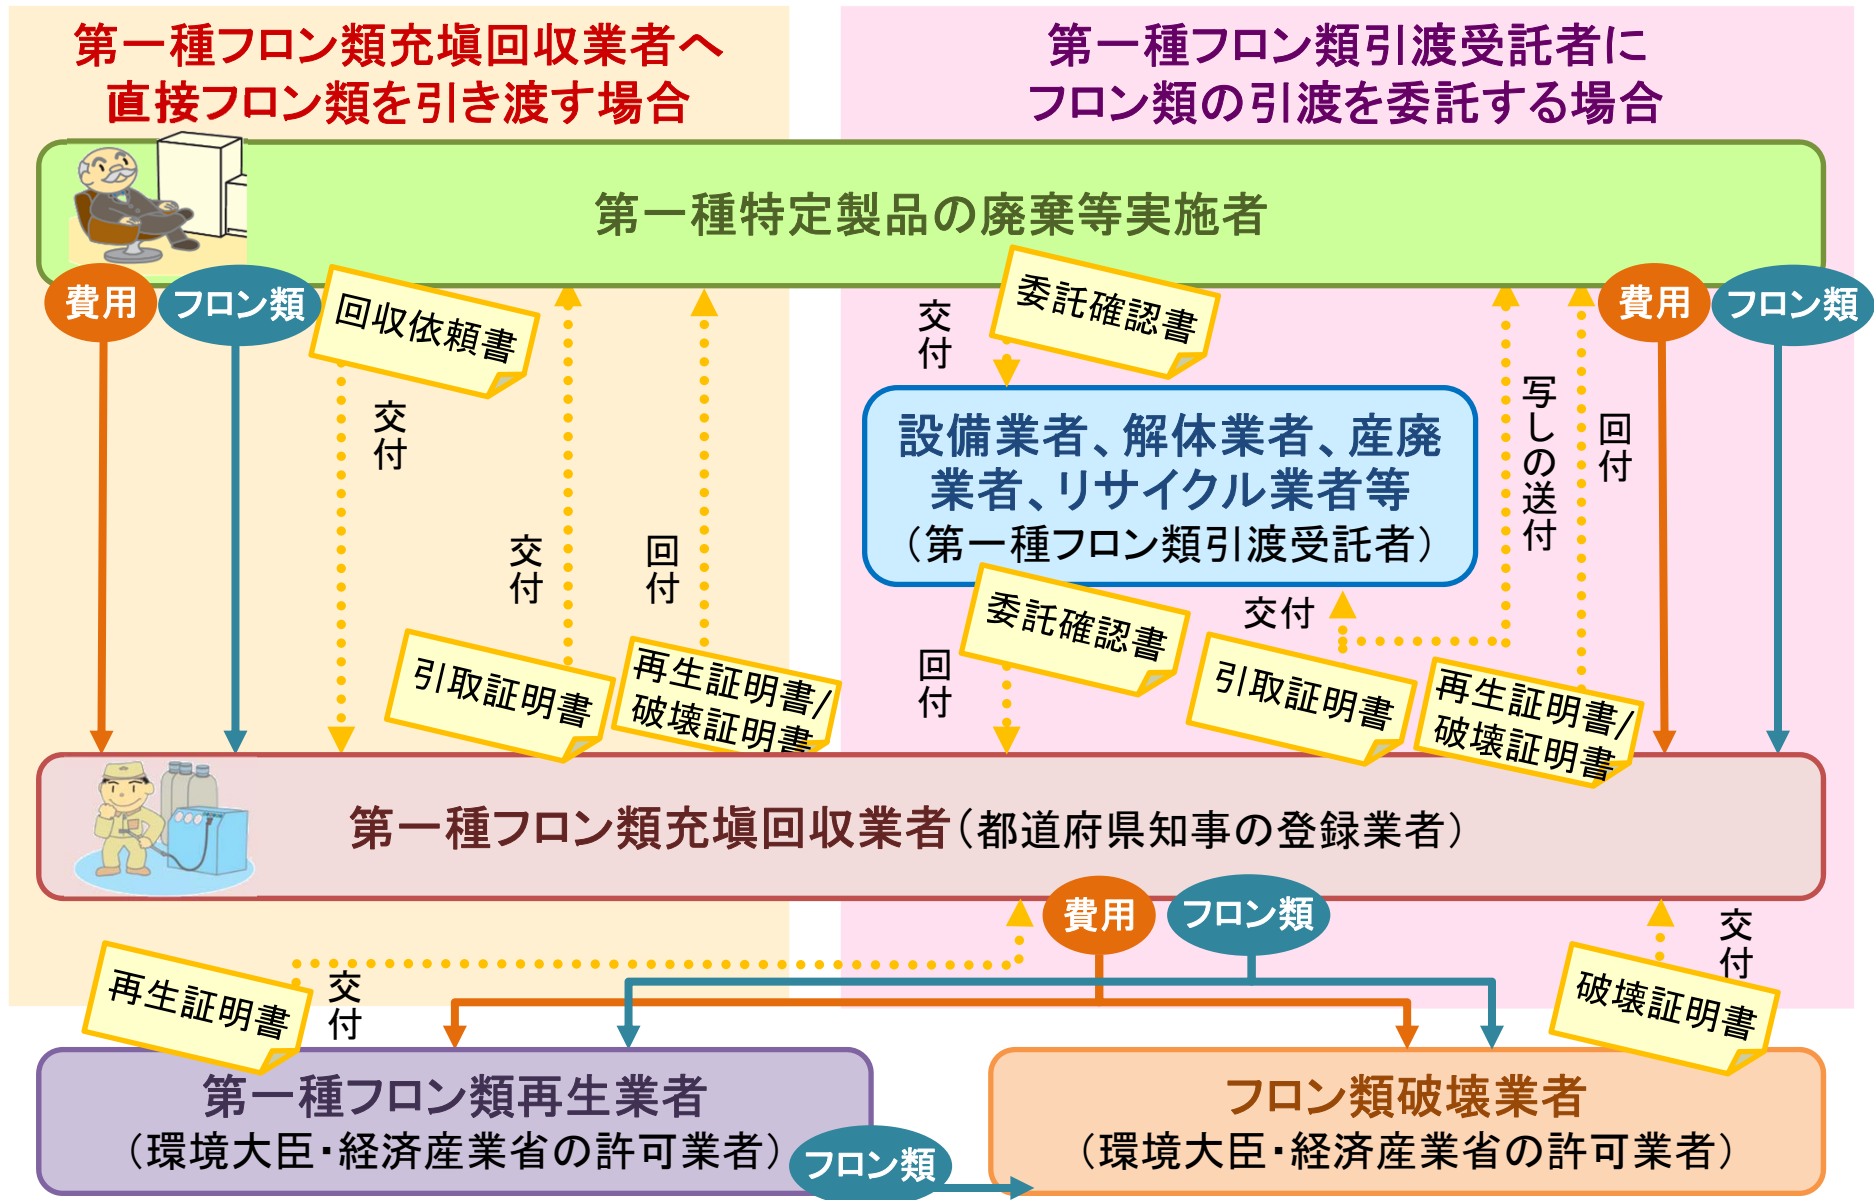 第一種フロン類充塡回収業者へ
直接フロン類を引き渡す場合
第一種フロン類引渡受託者に
フロン類の引渡を委託する場合
第一種特定製品の廃棄等実施者
費用
フロン類
回収依頼書
交付
委託確認書
費用
フロン類
交付
交付
回付
写しの送付
回付
設備業者、解体業者、産廃
業者、リサイクル業者等
（第一種フロン類引渡受託者）
引取証明書
再生証明書/
破壊証明書
回付
委託確認書
交付
引取証明書
再生証明書/
破壊証明書
第一種フロン類充塡回収業者（都道府県知事の登録業者）
費用
フロン類
再生証明書
交付
交付
破壊証明書
第一種フロン類再生業者
（環境大臣・経済産業省の許可業者）
フロン類
フロン類破壊業者
（環境大臣・経済産業省の許可業者）